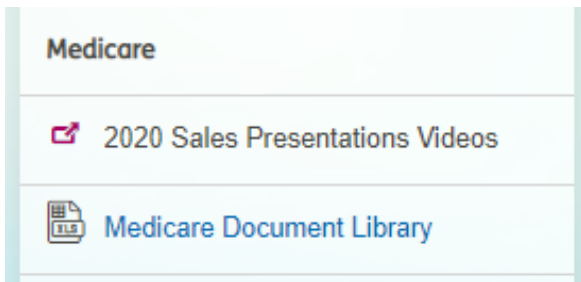 Medicare
2020 Sales Presentations Videos
XLS
Medicare Document Library